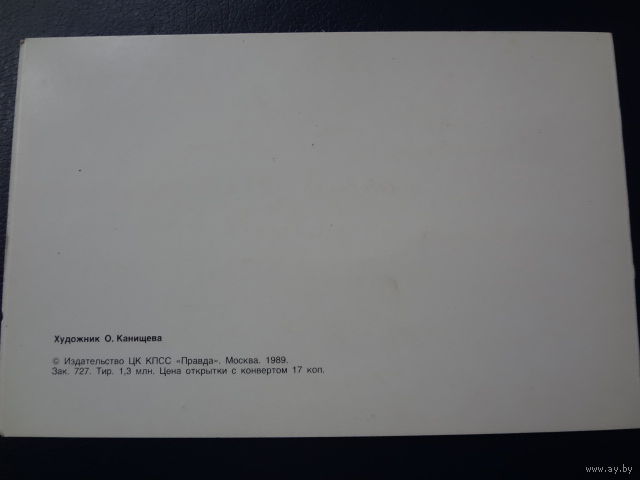 Художник О. Канищева
© Издательство ЦК КПСС «Правда». Москва. 1989.
Зак. 727. Тир. 1,3 млн. Цена открытки с конвертом 17 коп.
www.ay.by